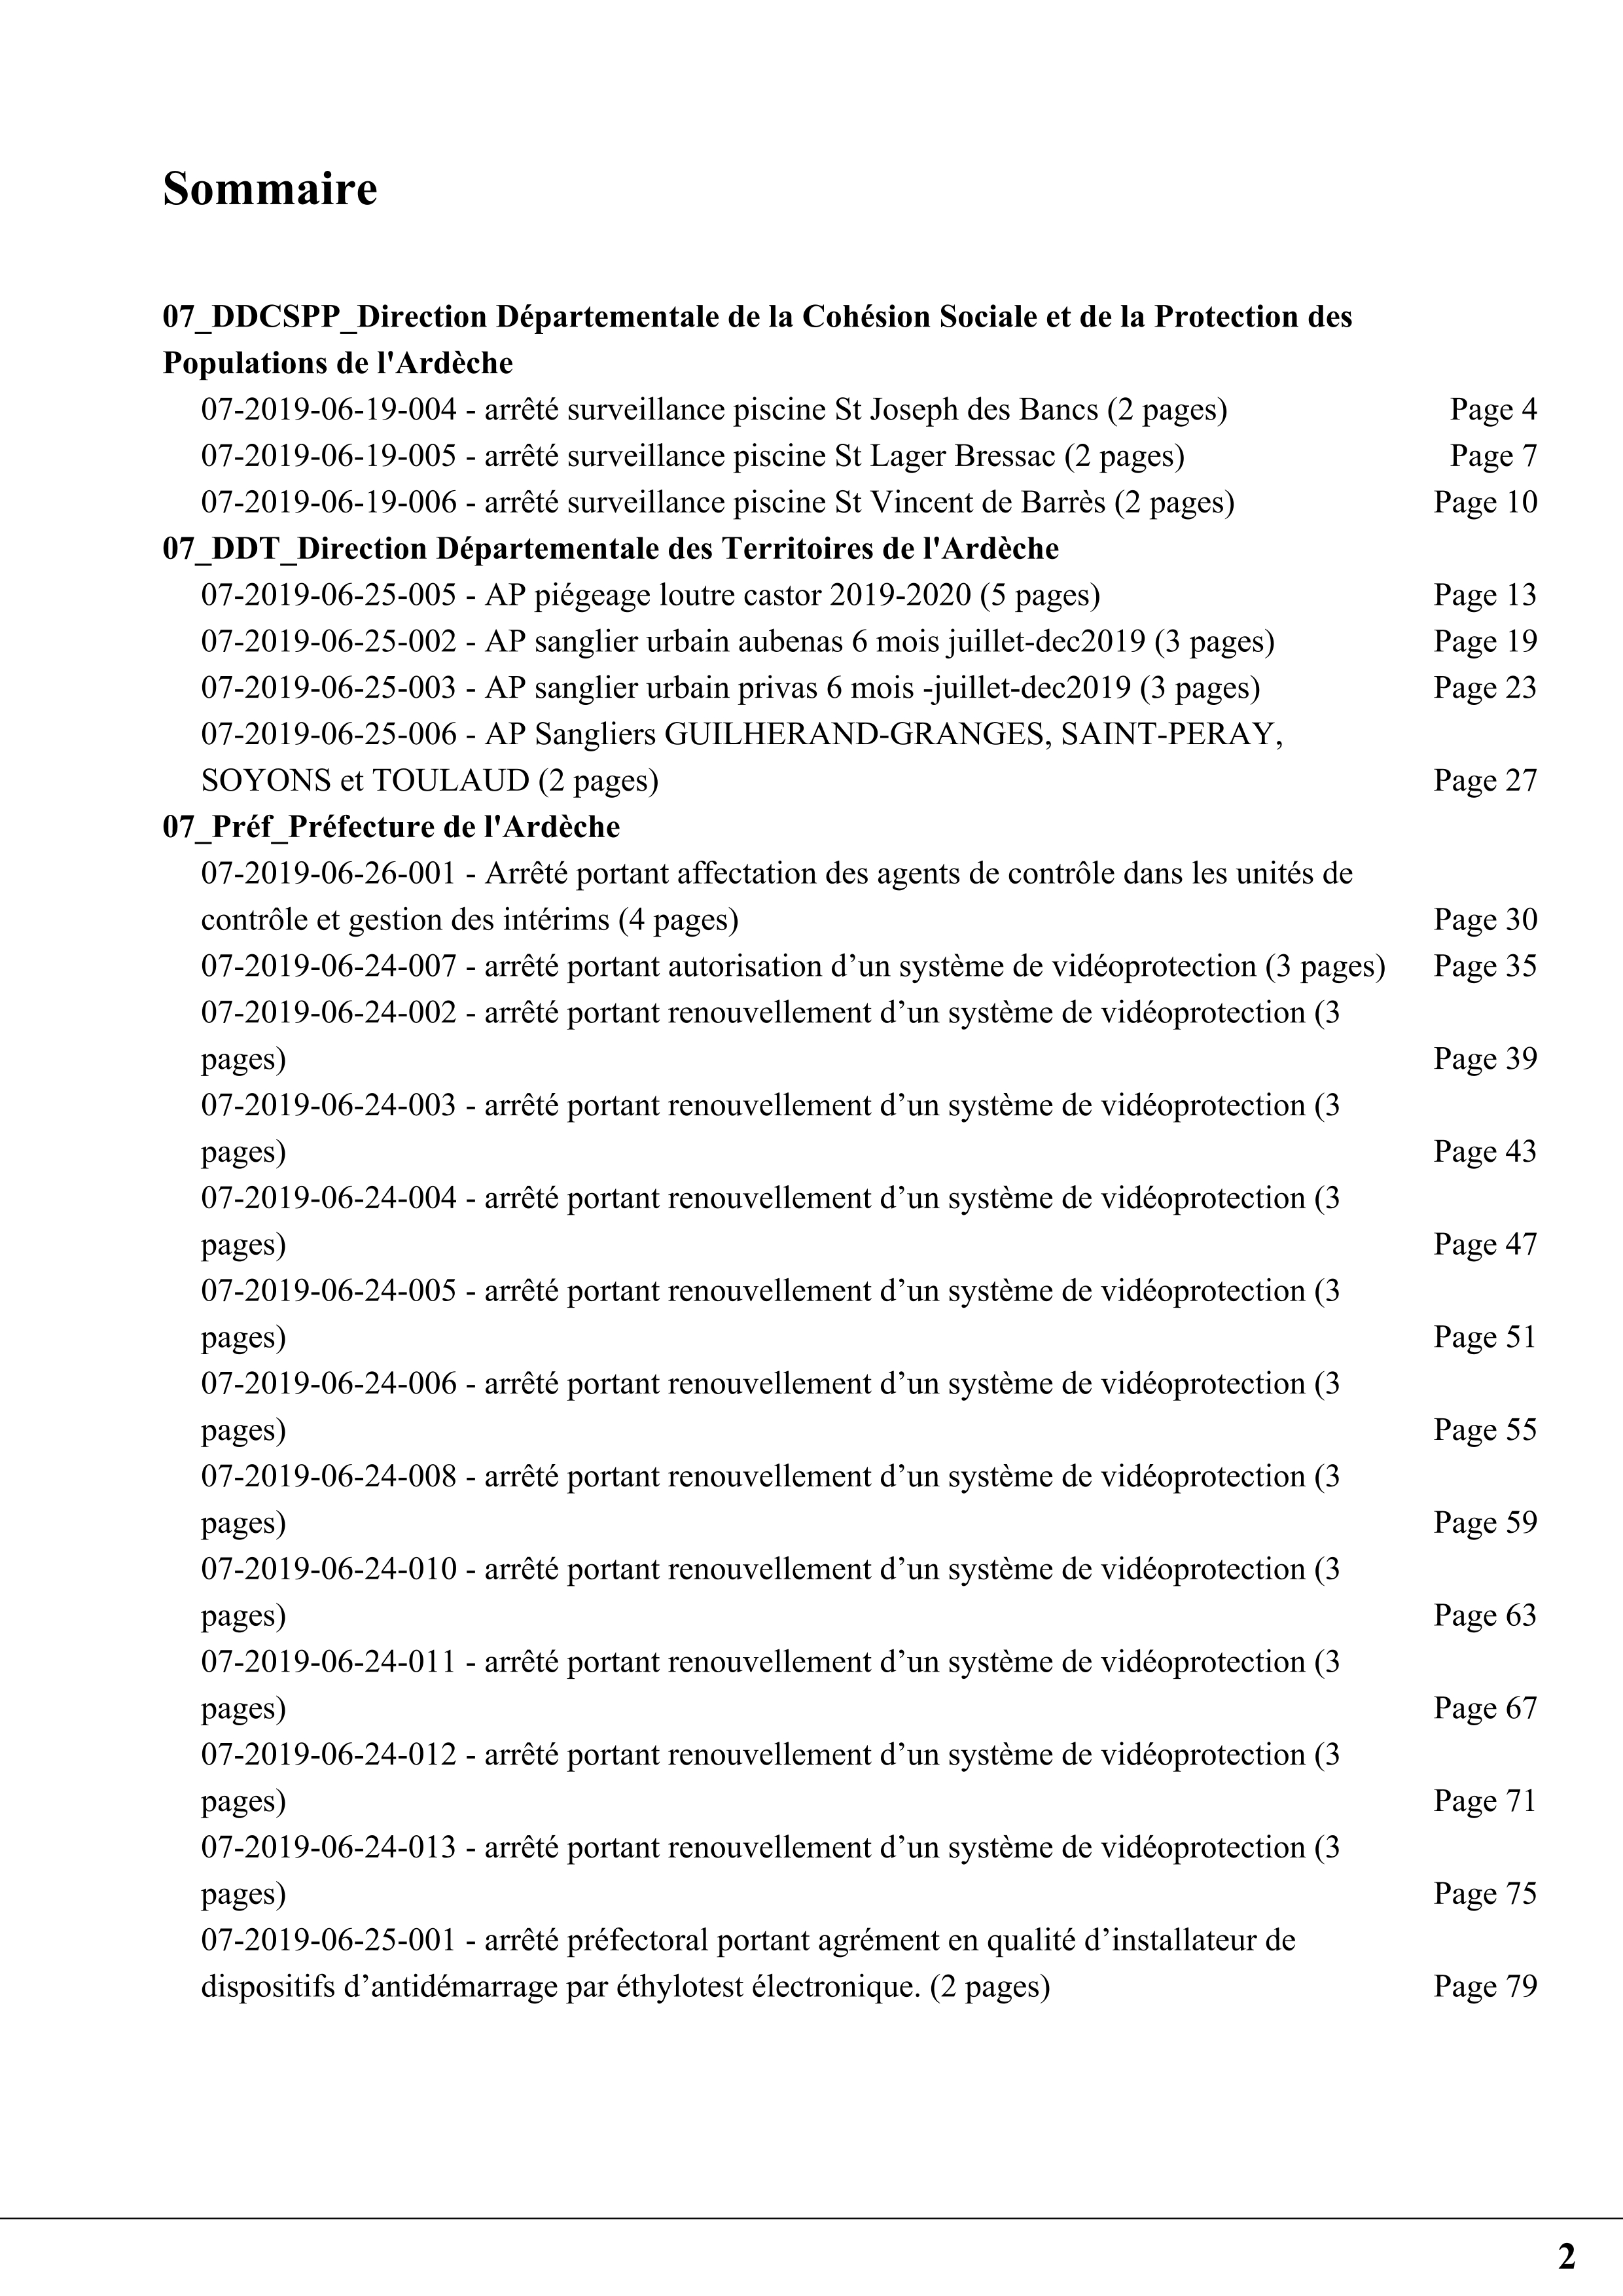 Sommaire
07_DDCSPP_Direction Départementale de la Cohésion Sociale et de la Protection des
Populations de l'Ardèche
07-2019-06-19-004 - arrêté surveillance piscine St Joseph des Bancs (2 pages) Page 4
07-2019-06-19-005 - arrêté surveillance piscine St Lager Bressac (2 pages) Page 7
07-2019-06-19-006 - arrêté surveillance piscine St Vincent de Barrès (2 pages) Page 10
07_DDT_Direction Départementale des Territoires de l'Ardèche
07-2019-06-25-005 - AP piégeage loutre castor 2019-2020 (5 pages) Page 13
07-2019-06-25-002 - AP sanglier urbain aubenas 6 mois juillet-dec2019 (3 pages) Page 19
07-2019-06-25-003 - AP sanglier urbain privas 6 mois -juillet-dec2019 (3 pages) Page 23
07-2019-06-25-006 - AP Sangliers GUILHERAND-GRANGES, SAINT-PERAY,
SOYONS et TOULAUD (2 pages) Page 27
07_Préf_Préfecture de l'Ardèche
07-2019-06-26-001 - Arrêté portant affectation des agents de contrôle dans les unités de
contrôle et gestion des intérims (4 pages) Page 30
07-2019-06-24-007 - arrêté portant autorisation d’un système de vidéoprotection (3 pages) Page 35
07-2019-06-24-002 - arrêté portant renouvellement d’un système de vidéoprotection (3
pages) Page 39
07-2019-06-24-003 - arrêté portant renouvellement d’un système de vidéoprotection (3
pages) Page 43
07-2019-06-24-004 - arrêté portant renouvellement d’un système de vidéoprotection (3
pages) Page 47
07-2019-06-24-005 - arrêté portant renouvellement d’un système de vidéoprotection (3
pages) Page 51
07-2019-06-24-006 - arrêté portant renouvellement d’un système de vidéoprotection (3
pages) Page 55
07-2019-06-24-008 - arrêté portant renouvellement d’un système de vidéoprotection (3
pages) Page 59
07-2019-06-24-010 - arrêté portant renouvellement d’un système de vidéoprotection (3
pages) Page 63
07-2019-06-24-011 - arrêté portant renouvellement d’un système de vidéoprotection (3
pages) Page 67
07-2019-06-24-012 - arrêté portant renouvellement d’un système de vidéoprotection (3
pages) Page 71
07-2019-06-24-013 - arrêté portant renouvellement d’un système de vidéoprotection (3
pages) Page 75
07-2019-06-25-001 - arrêté préfectoral portant agrément en qualité d’installateur de
dispositifs d’antidémarrage par éthylotest électronique. (2 pages) Page 79
2